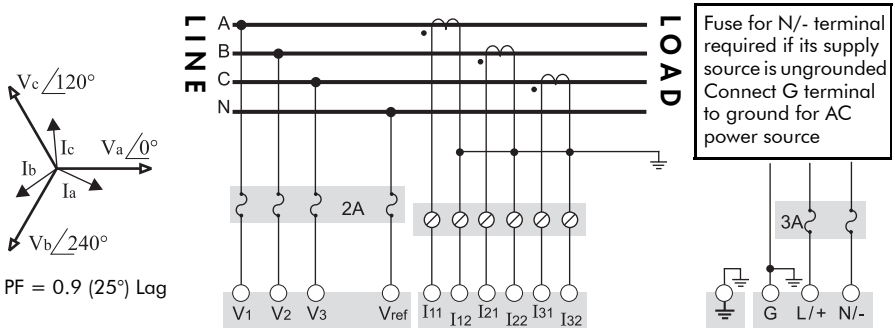 LINE
A
B
C
N
LOAD
Fuse for N/- terminal
required if its supply
source is ungrounded
Connect G terminal
to ground for AC
power source
Vc/120°
Ic
Va/0°
Ib
Ia
Vb/240°
PF = 0.9 (25°) Lag
2A
3A
V1 V2 V3 Vref I11 I12 I21 I22 I31 I32 G L/+ N/-